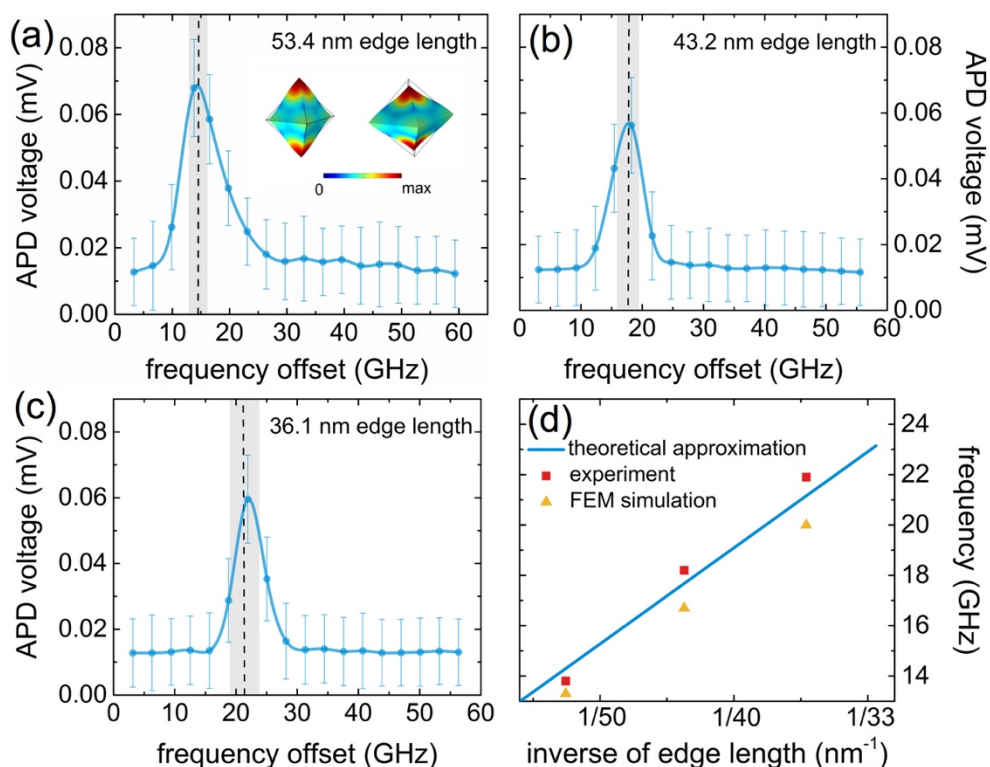 (a)
53.4 nm edge length
0.08
0.06
0.04
0.02
0.00
APD voltage (mV)
0
max
0 10 20 30 40 50 60
frequency offset (GHz)
(b)
43.2 nm edge length
0.08
0.06
0.04
0.02
0.00
APD voltage (mV)
0 10 20 30 40 50 60
frequency offset (GHz)
(c)
36.1 nm edge length
0.08
0.06
0.04
0.02
0.00
APD voltage (mV)
0 10 20 30 40 50 60
frequency offset (GHz)
(d)
theoretical approximation
experiment
FEM simulation
24
22
20
18
16
14
frequency (GHz)
1/50 1/40 1/33
inverse of edge length (nm⁻¹)